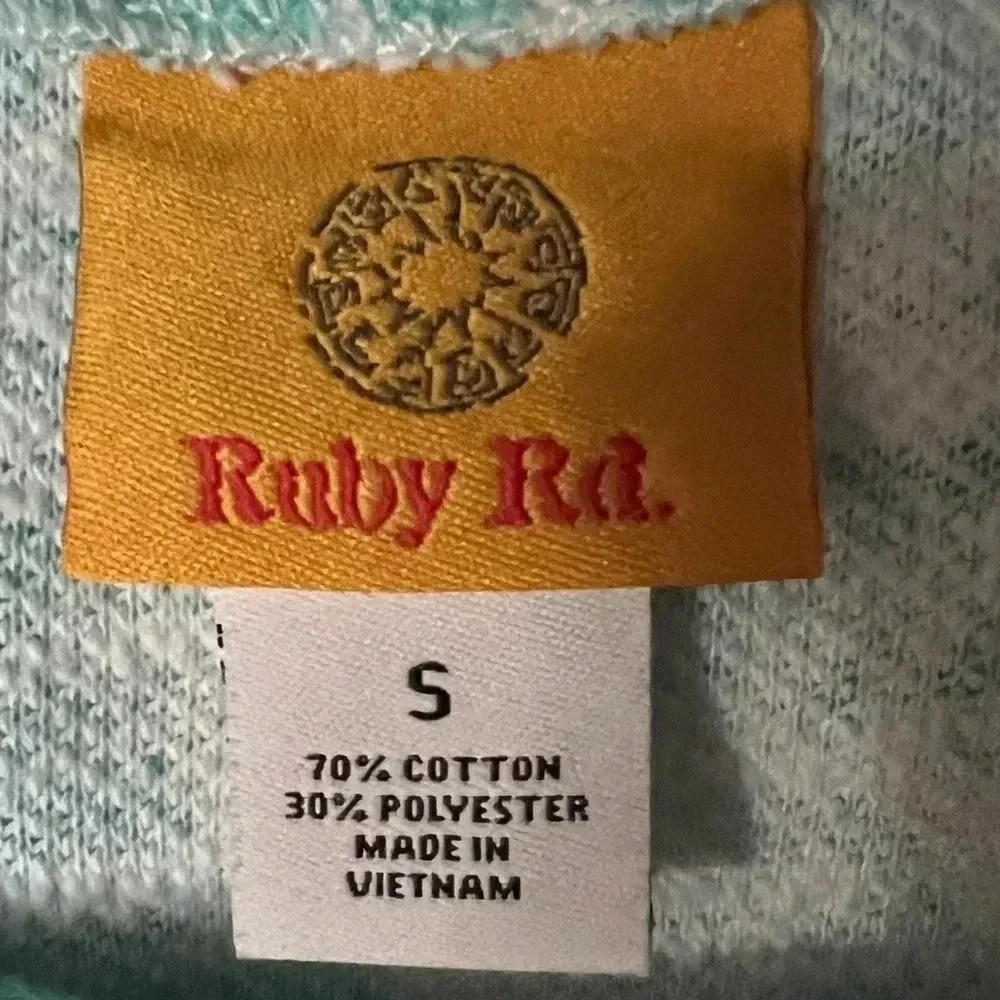 Ruby Rd.
S
70% COTTON
30% POLYESTER
MADE IN
VIETNAM